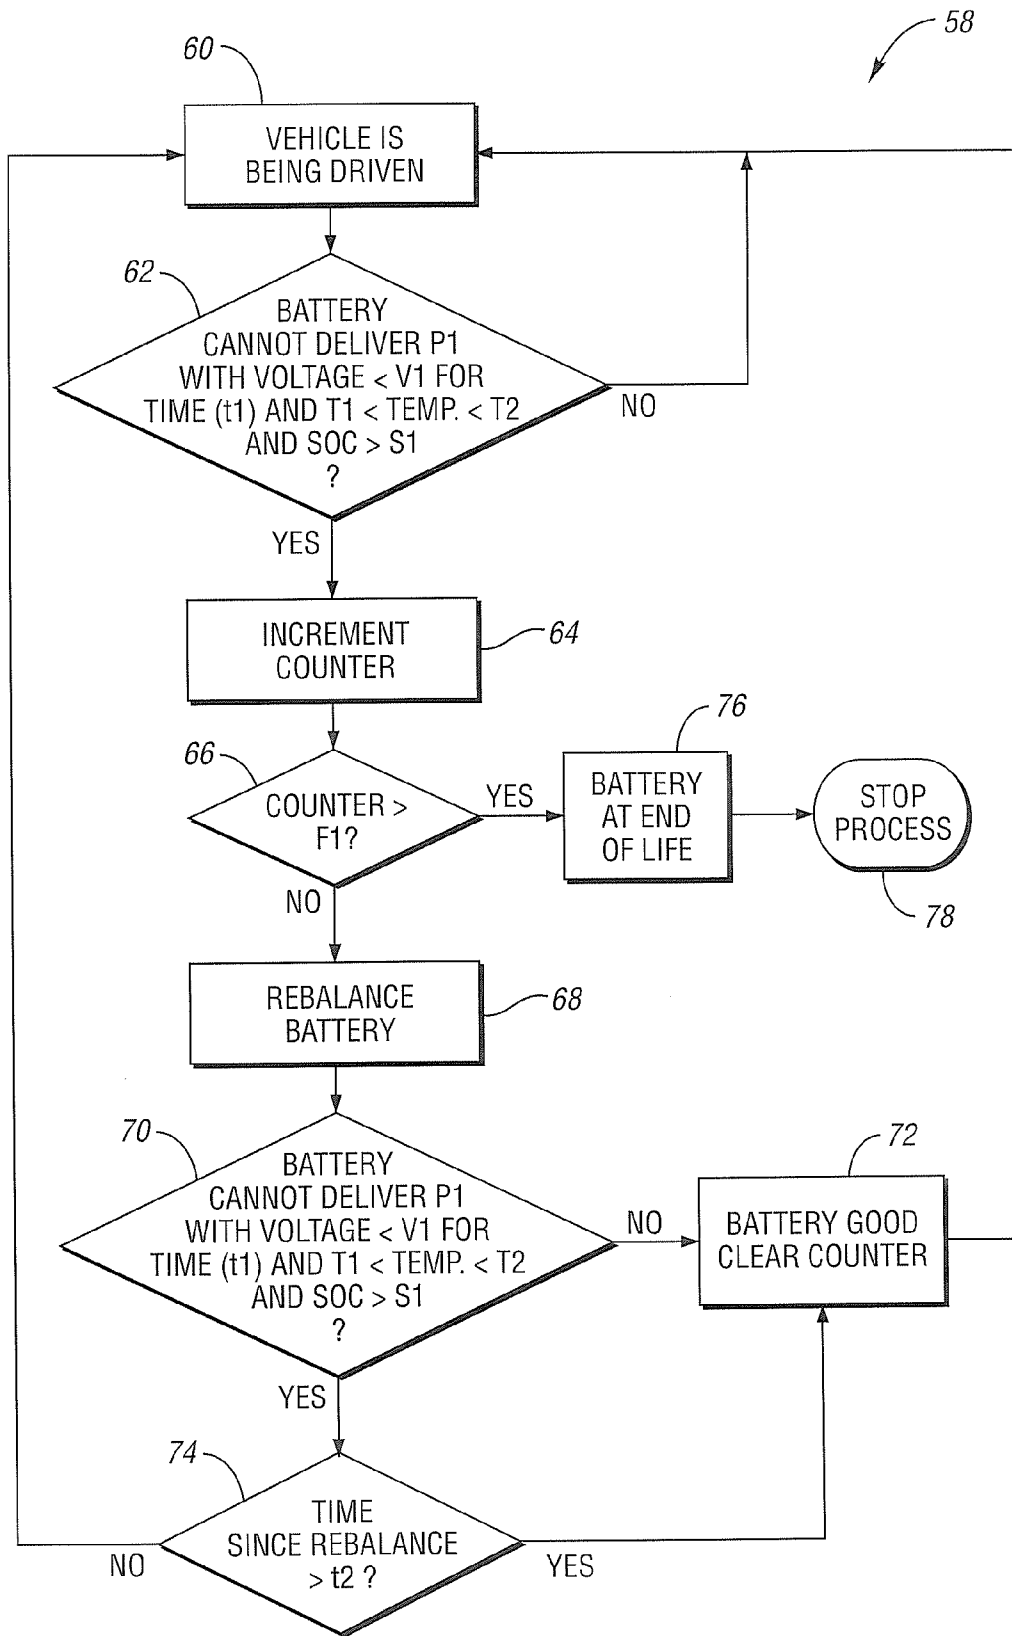 58
60
VEHICLE IS
BEING DRIVEN
62
BATTERY
CANNOT DELIVER P1
WITH VOLTAGE < V1 FOR
TIME (t1) AND T1 < TEMP. < T2
AND SOC > S1
?
NO
YES
INCREMENT
COUNTER
64
66
COUNTER >
F1?
YES
76
BATTERY
AT END
OF LIFE
STOP
PROCESS
78
NO
REBALANCE
BATTERY
68
70
BATTERY
CANNOT DELIVER P1
WITH VOLTAGE < V1 FOR
TIME (t1) AND T1 < TEMP. < T2
AND SOC > S1
?
NO
72
BATTERY GOOD
CLEAR COUNTER
YES
74
TIME
SINCE REBALANCE
> t2 ?
NO
YES